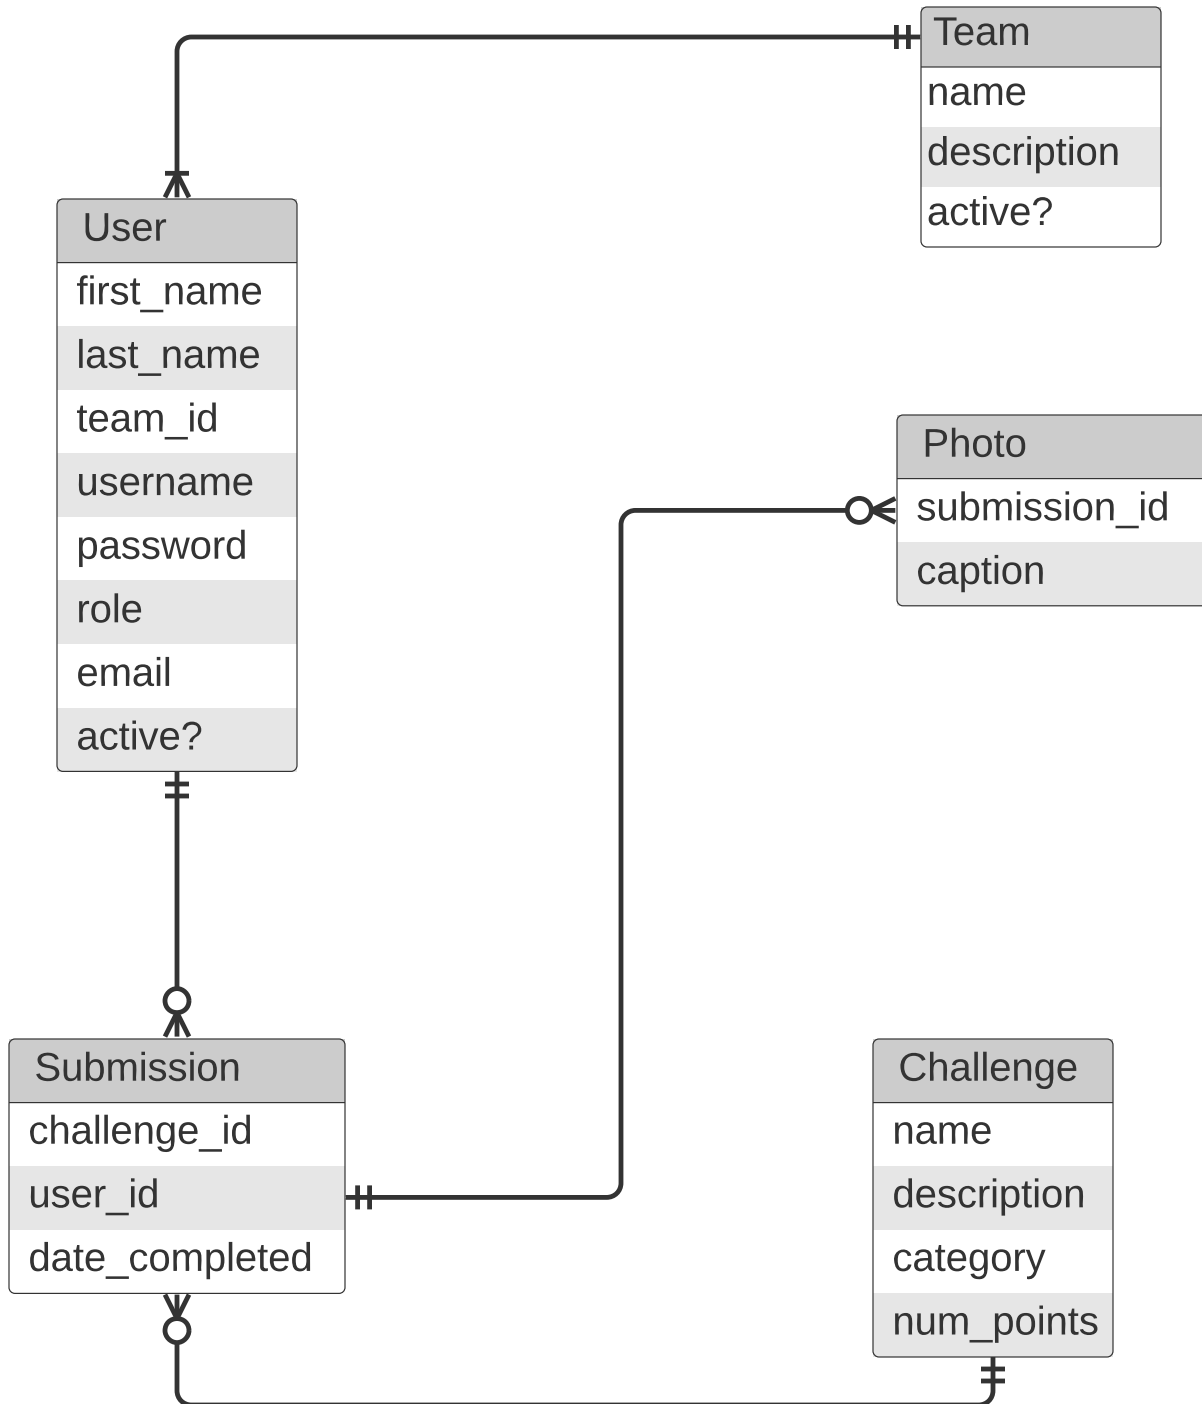 Team
name
description
active?
User
first_name
last_name
team_id
username
password
role
email
active?
Photo
submission_id
caption
Submission
challenge_id
user_id
date_completed
Challenge
name
description
category
num_points